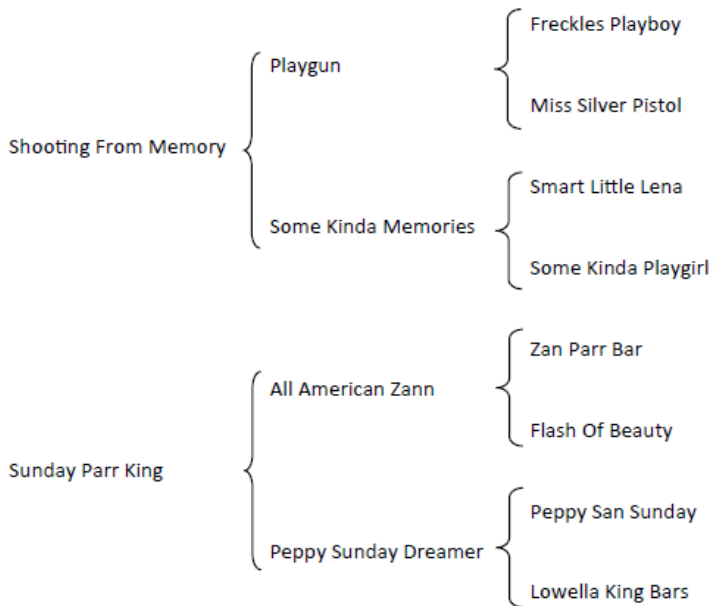 Freckles Playboy
Playgun
Miss Silver Pistol
Shooting From Memory
Smart Little Lena
Some Kinda Memories
Some Kinda Playgirl
Zan Parr Bar
All American Zann
Flash Of Beauty
Sunday Parr King
Peppy San Sunday
Peppy Sunday Dreamer
Lowella King Bars